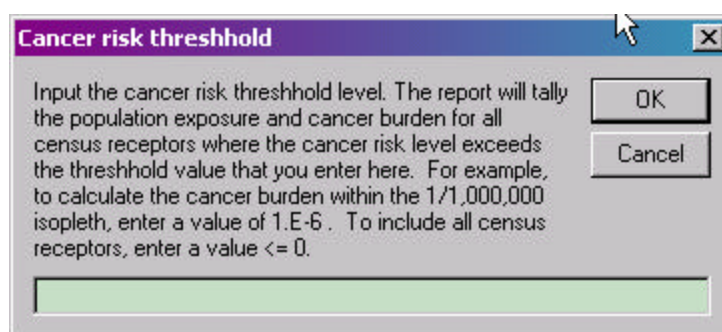 Cancer risk threshhold
Input the cancer risk threshhold level. The report will tally
the population exposure and cancer burden for all
census receptors where the cancer risk level exceeds
the threshhold value that you enter here. For example,
to calculate the cancer burden within the 1/1,000,000
isopleth, enter a value of 1.E-6 . To include all census
receptors, enter a value <= 0.
OK
Cancel